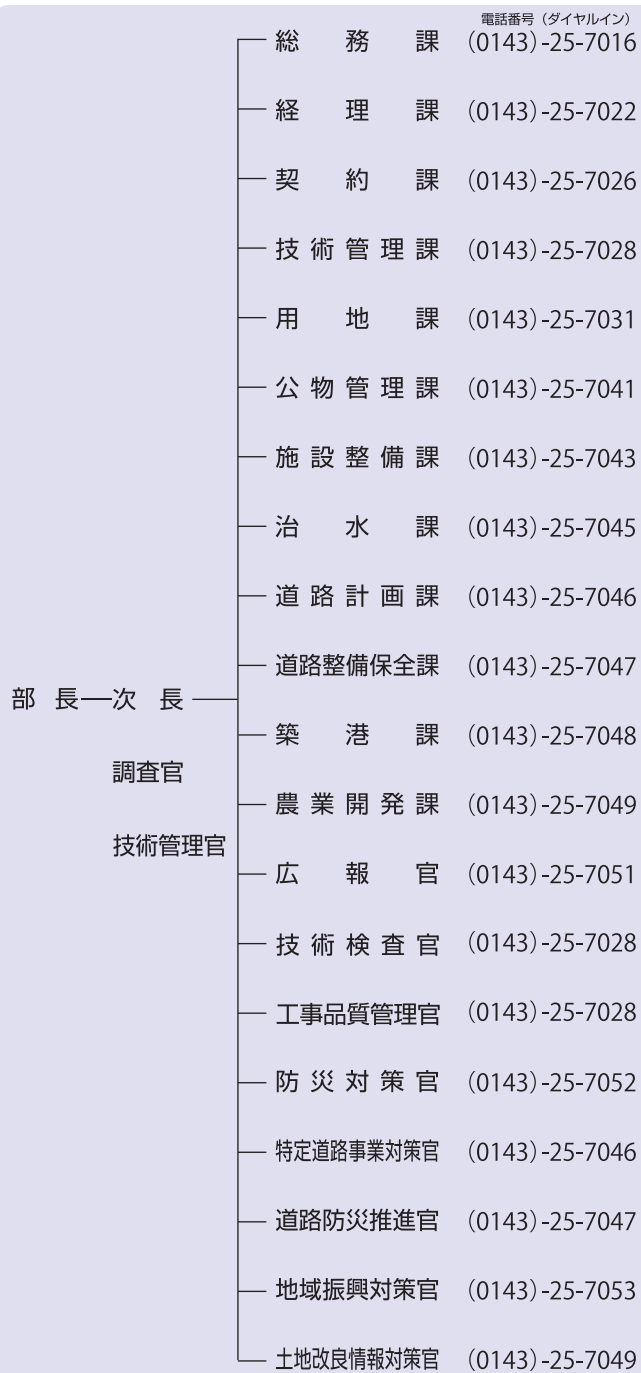 電話番号（ダイヤルイン）
総務課 (0143)-25-7016
経理課 (0143)-25-7022
契約課 (0143)-25-7026
技術管理課 (0143)-25-7028
用地課 (0143)-25-7031
公物管理課 (0143)-25-7041
施設整備課 (0143)-25-7043
治水課 (0143)-25-7045
道路計画課 (0143)-25-7046
道路整備保全課 (0143)-25-7047
部長 次長
築港課 (0143)-25-7048
調査官
農業開発課 (0143)-25-7049
技術管理官
広報官 (0143)-25-7051
技術検査官 (0143)-25-7028
工事品質管理官 (0143)-25-7028
防災対策官 (0143)-25-7052
特定道路事業対策官 (0143)-25-7046
道路防災推進官 (0143)-25-7047
地域振興対策官 (0143)-25-7053
土地改良情報対策官 (0143)-25-7049